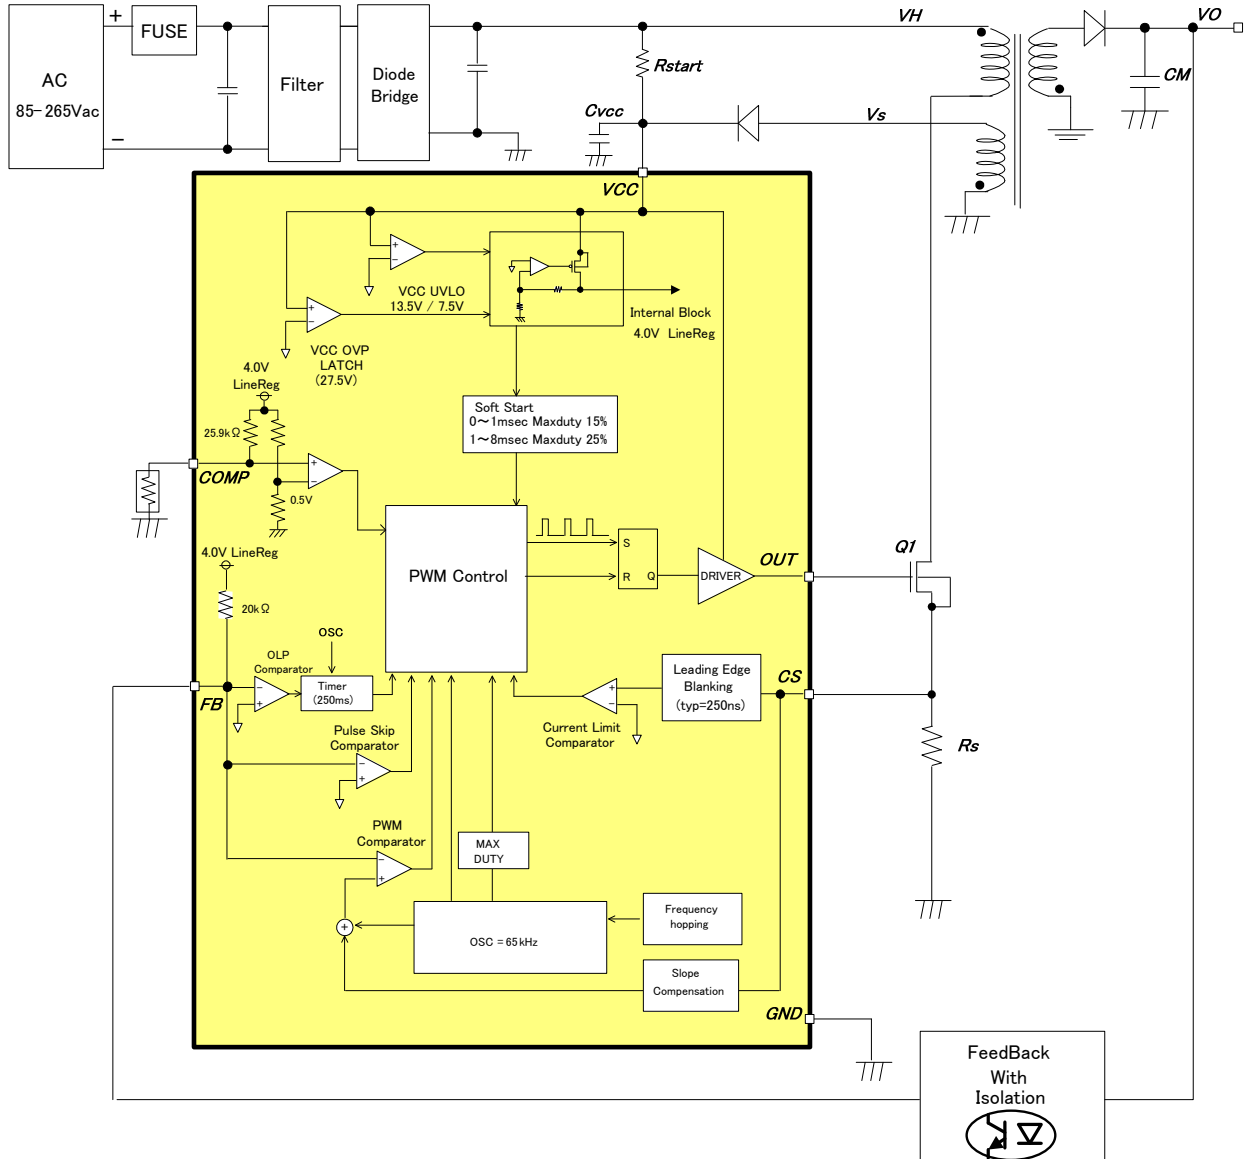 AC
85-265Vac
+
−
FUSE
Filter
Diode
Bridge
VH
VO
Rstart
CM
Cvcc
Vs
VCC
+
−
VCC UVLO
13.5V / 7.5V
+
−
VCC OVP
LATCH
(27.5V)
Internal Block
4.0V LineReg
4.0V
LineReg
25.9kΩ
Soft Start
0～1msec Maxduty 15%
1～8msec Maxduty 25%
COMP
+
−
0.5V
4.0V LineReg
20kΩ
PWM Control
S
R
Q
DRIVER
OUT
Q1
OSC
OLP
Comparator
−
+
Timer
(250ms)
FB
Leading Edge
Blanking
(typ=250ns)
CS
+
−
Current Limit
Comparator
Pulse Skip
Comparator
−
+
Rs
PWM
Comparator
−
+
MAX
DUTY
+
OSC = 65kHz
Frequency
hopping
Slope
Compensation
GND
FeedBack
With
Isolation